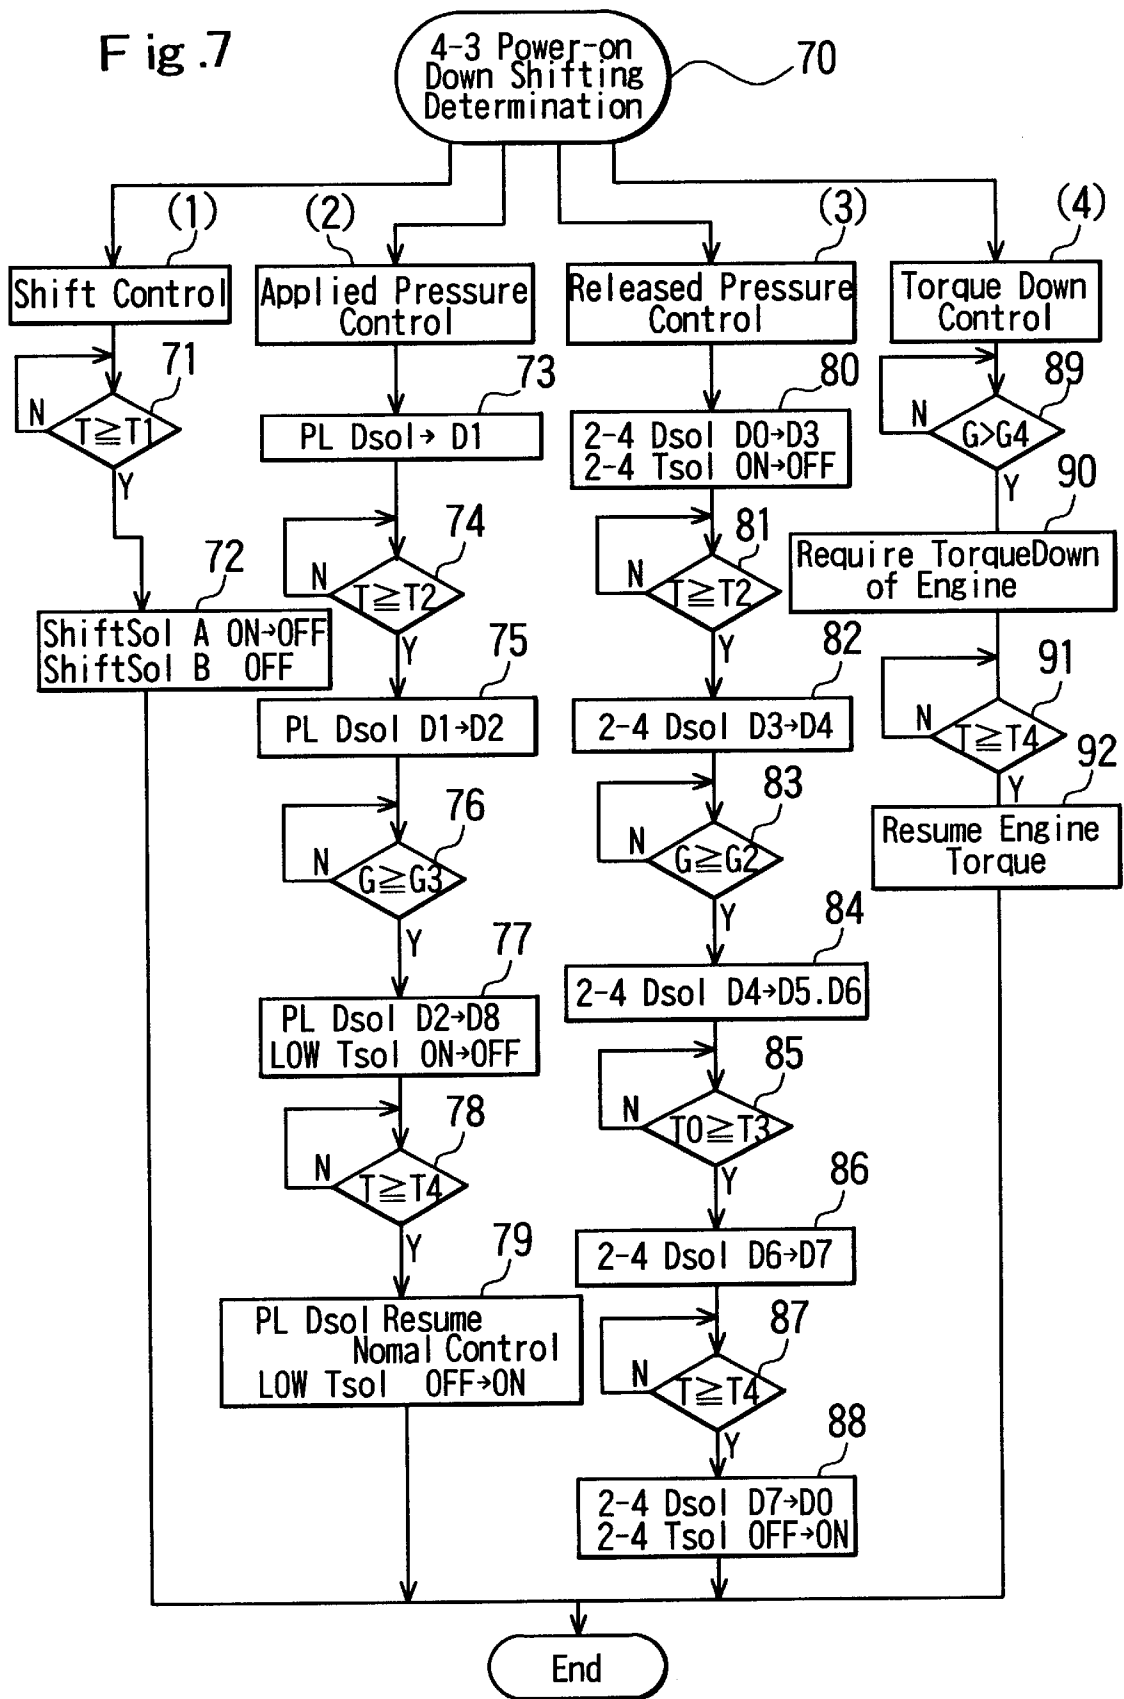 Fig.7
4-3 Power-on
Down Shifting
Determination
70
(1)
Shift Control
71
N
T≧T1
Y
72
ShiftSol A ON→OFF
ShiftSol B OFF
(2)
Applied Pressure
Control
73
PL Dsol→ D1
74
N
T≧T2
Y
75
PL Dsol D1→D2
76
N
G≧G3
Y
77
PL Dsol D2→D8
LOW Tsol ON→OFF
78
N
T≧T4
Y
79
PL Dsol Resume
Nomal Control
LOW Tsol OFF→ON
(3)
Released Pressure
Control
80
2-4 Dsol D0→D3
2-4 Tsol ON→OFF
81
N
T≧T2
Y
82
2-4 Dsol D3→D4
83
N
G≧G2
Y
84
2-4 Dsol D4→D5.D6
85
N
T0≧T3
Y
86
2-4 Dsol D6→D7
87
N
T≧T4
Y
88
2-4 Dsol D7→D0
2-4 Tsol OFF→ON
(4)
Torque Down
Control
89
N
G>G4
Y
90
Require TorqueDown
of Engine
91
N
T≧T4
Y
92
Resume Engine
Torque
End